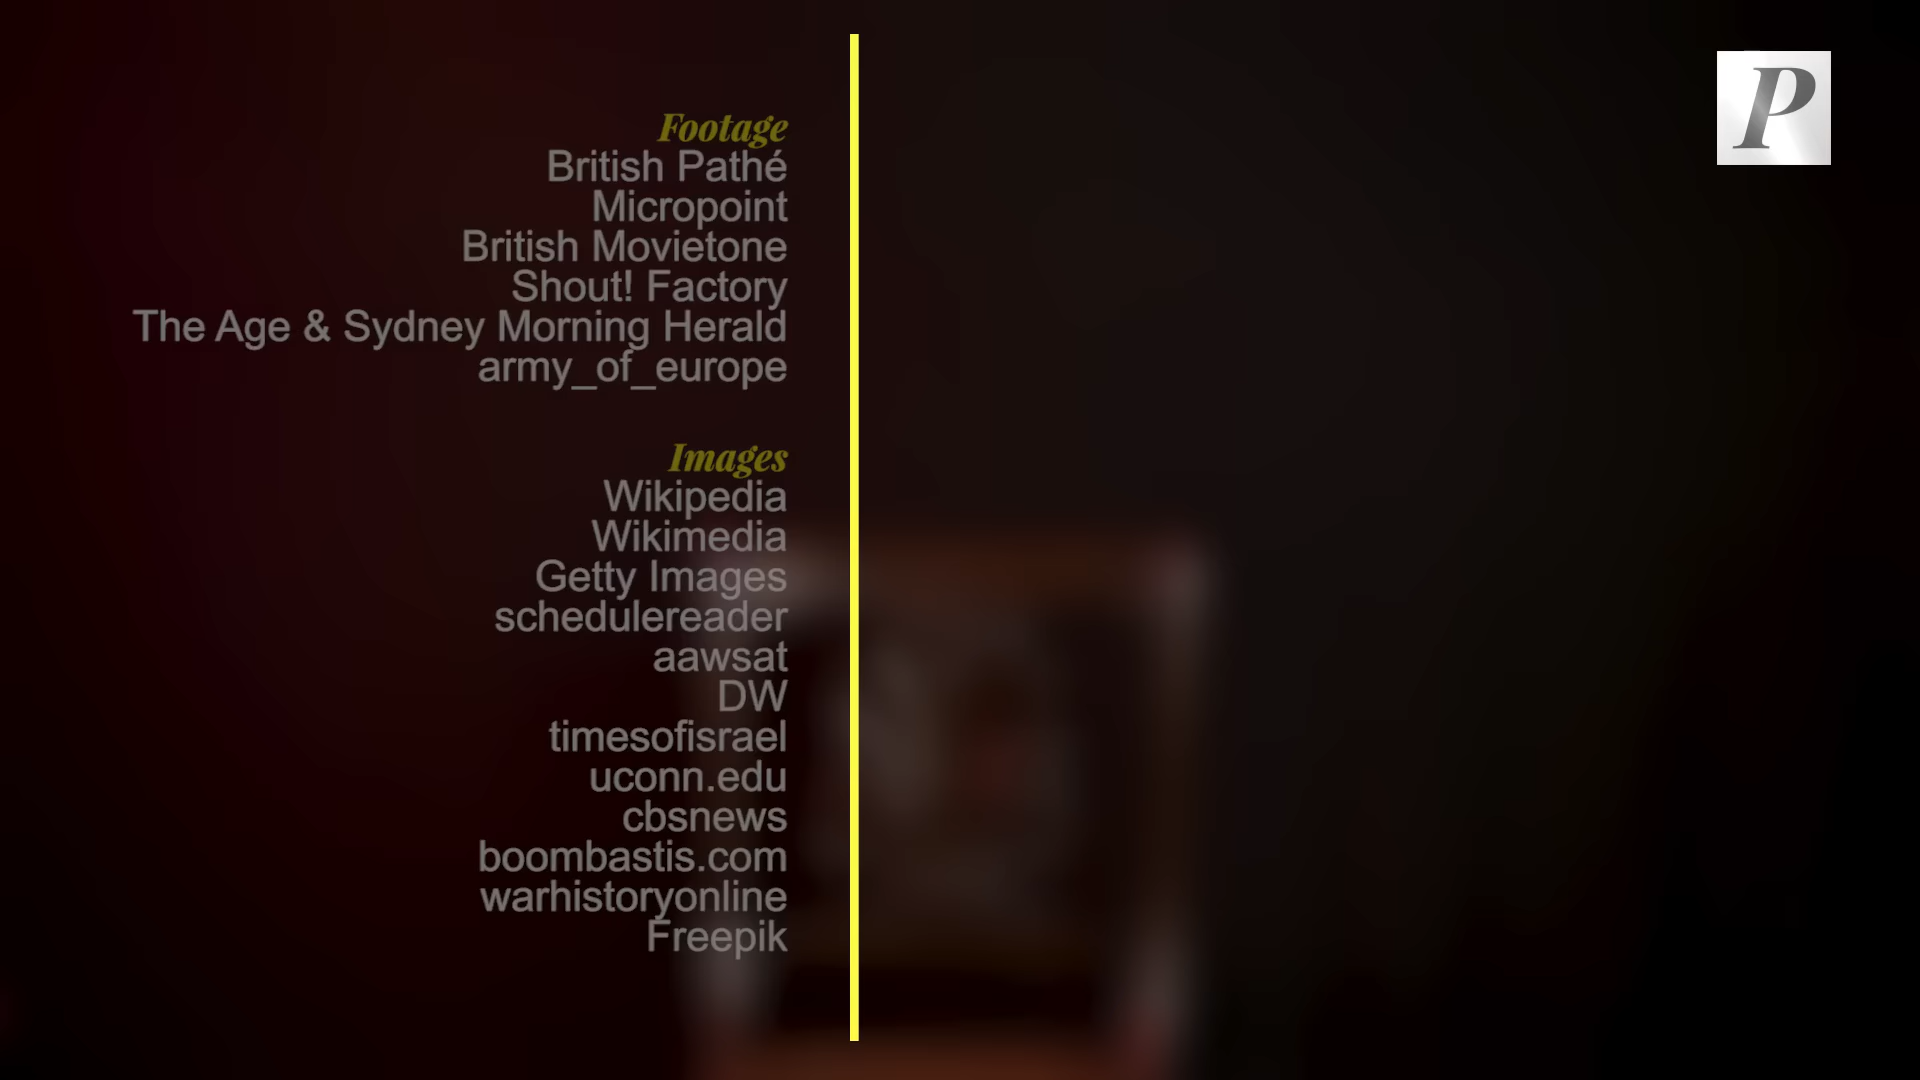 Footage
British Pathé
Micropoint
British Movietone
Shout! Factory
The Age & Sydney Morning Herald
army_of_europe
Images
Wikipedia
Wikimedia
Getty Images
schedulereader
aawsat
DW
timesofisrael
uconn.edu
cbsnews
boombastis.com
warhistoryonline
Freepik
P